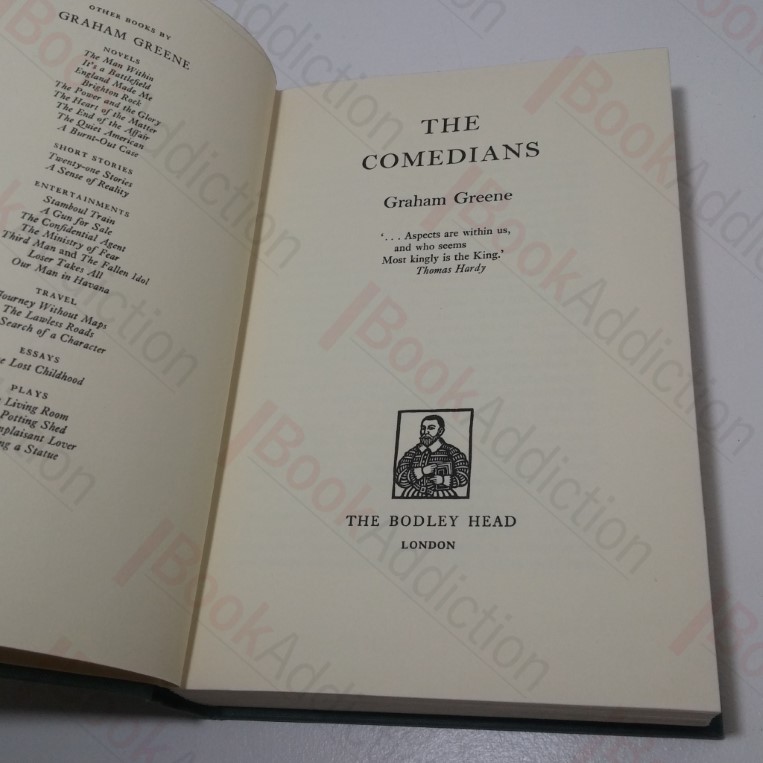 OTHER BOOKS BY
GRAHAM GREENE
NOVELS
The Man Within
It's a Battlefield
England Made Me
Brighton Rock
The Power and the Glory
The Heart of the Matter
The End of the Affair
The Quiet American
A Burnt-Out Case
SHORT STORIES
Twenty-one Stories
A Sense of Reality
ENTERTAINMENTS
Stamboul Train
A Gun for Sale
The Confidential Agent
The Ministry of Fear
Third Man and The Fallen Idol
Loser Takes All
Our Man in Havana
TRAVEL
Journey Without Maps
The Lawless Roads
Search of a Character
ESSAYS
The Lost Childhood
PLAYS
Living Room
Potting Shed
Complaisant Lover
a Statue
THE
COMEDIANS
Graham Greene
'. . . Aspects are within us,
and who seems
Most kingly is the King.'
Thomas Hardy
THE BODLEY HEAD
LONDON
BookAddiction